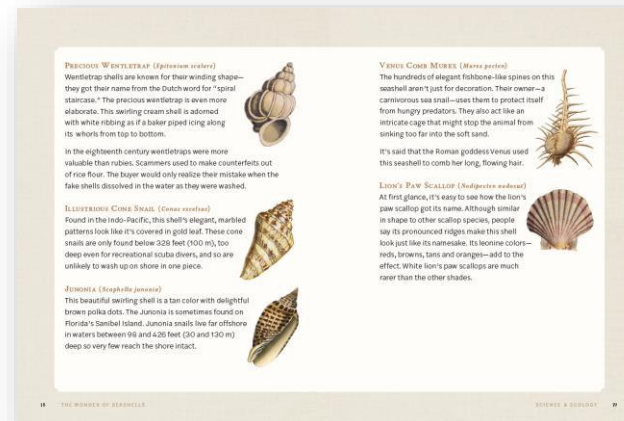 PRECIOUS WENTLETRAP (Spitonium scalare)
Wentletrap shells are known for their winding shape—
they got their name from the Dutch word for "spiral
staircase." The precious wentletrap is even more
elaborate. This swirling cream shell is adorned
with white ribbing as if a baker piped icing along
its whorls from top to bottom.
In the eighteenth century wentletraps were more
valuable than rubies. Scammers used to make counterfeits out
of rice flour. The buyer would only realize their mistake when the
fake shells dissolved in the water as they were washed.
ILLUSTRIOUS CONE SNAIL (Conus excelsus)
Found in the Indo-Pacific, this shell's elegant, marbled
patterns look like it's covered in gold leaf. These cone
snails are only found below 328 feet (100 m), too
deep even for recreational scuba divers, and so are
unlikely to wash up on shore in one piece.
JUNONIA (Scaphella junonia)
This beautiful swirling shell is a tan color with delightful
brown polka dots. The Junonia is sometimes found on
Florida's Sanibel Island. Junonia snails live far offshore
in waters between 98 and 426 feet (30 and 130 m)
deep so very few reach the shore intact.
THE WONDER OF SEASHELLS
VENUS COMB MUREX (Murex pecten)
The hundreds of elegant fishbone-like spines on this
seashell aren't just for decoration. Their owner—a
carnivorous sea snail—uses them to protect itself
from hungry predators. They also act like an
intricate cage that might stop the animal from
sinking too far into the soft sand.
It's said that the Roman goddess Venus used
this seashell to comb her long, flowing hair.
LION'S PAW SCALLOP (Nodipecten nodosus)
At first glance, it's easy to see how the lion's
paw scallop got its name. Although similar
in shape to other scallop species, people
say its pronounced ridges make this shell
look just like its namesake. Its leonine colors—
reds, browns, tans and oranges—add to the
effect. White lion's paw scallops are much
rarer than the other shades.
SCIENCE & ECOLOGY